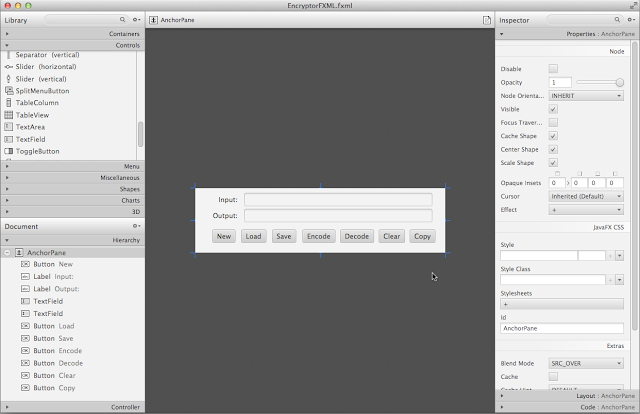 EncryptorFXML.fxml
Library
AnchorPane
Inspector
Containers
Controls
Separator (vertical)
Slider (horizontal)
Slider (vertical)
SplitMenuButton
TableColumn
TableView
TextArea
TextField
ToggleButton
Menu
Miscellaneous
Shapes
Charts
3D
Document
Hierarchy
AnchorPane
Button New
Label Input:
Label Output:
TextField
TextField
Button Load
Button Save
Button Encode
Button Decode
Button Clear
Button Copy
Controller
Input:
Output:
New Load Save Encode Decode Clear Copy
Properties : AnchorPane
Node
Disable
Opacity 1
Node Orienta... INHERIT
Visible
Focus Traver...
Cache Shape
Center Shape
Scale Shape
Opaque Insets 0 0 0 0
Cursor Inherited (Default)
Effect +
JavaFX CSS
Style
Style Class
Stylesheets
+
Id
AnchorPane
Extras
Blend Mode SRC_OVER
Cache
Layout : AnchorPane
Code : AnchorPane